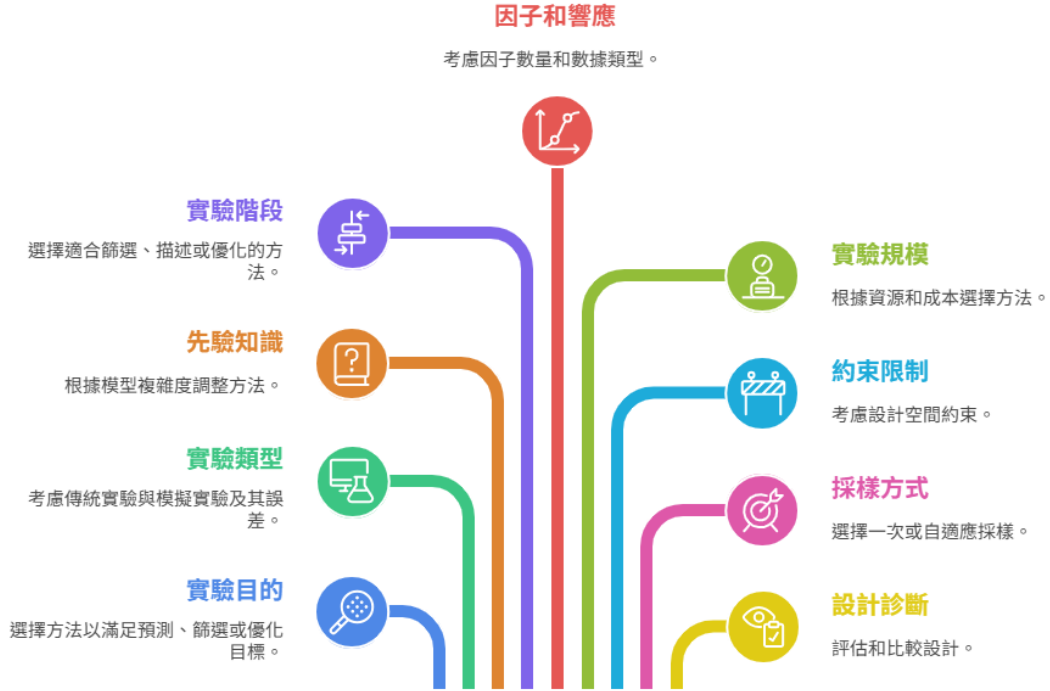 因子和響應
考慮因子數量和數據類型。
實驗階段
選擇適合篩選、描述或優化的方
法。
先驗知識
根據模型複雜度調整方法。
實驗類型
考慮傳統實驗與模擬實驗及其誤
差。
實驗目的
選擇方法以滿足預測、篩選或優化
目標。
實驗規模
根據資源和成本選擇方法。
約束限制
考慮設計空間約束。
採樣方式
選擇一次或自適應採樣。
設計診斷
評估和比較設計。